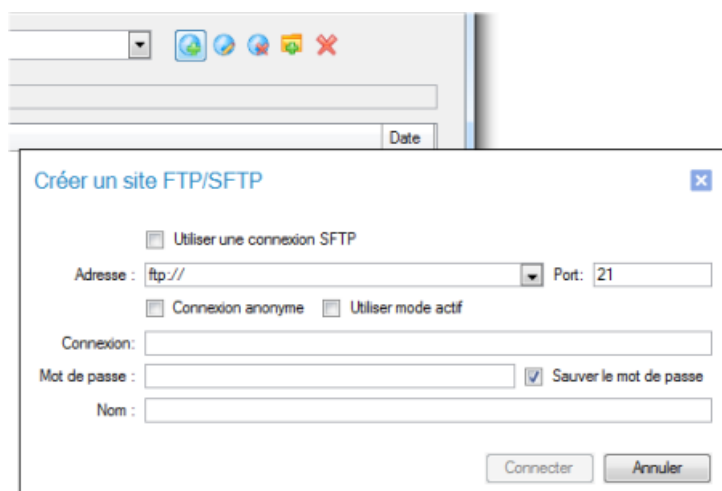 Date
Créer un site FTP/SFTP
Utiliser une connexion SFTP
Adresse : ftp:// Port: 21
Connexion anonyme Utiliser mode actif
Connexion:
Mot de passe : Sauver le mot de passe
Nom :
Connecter Annuler